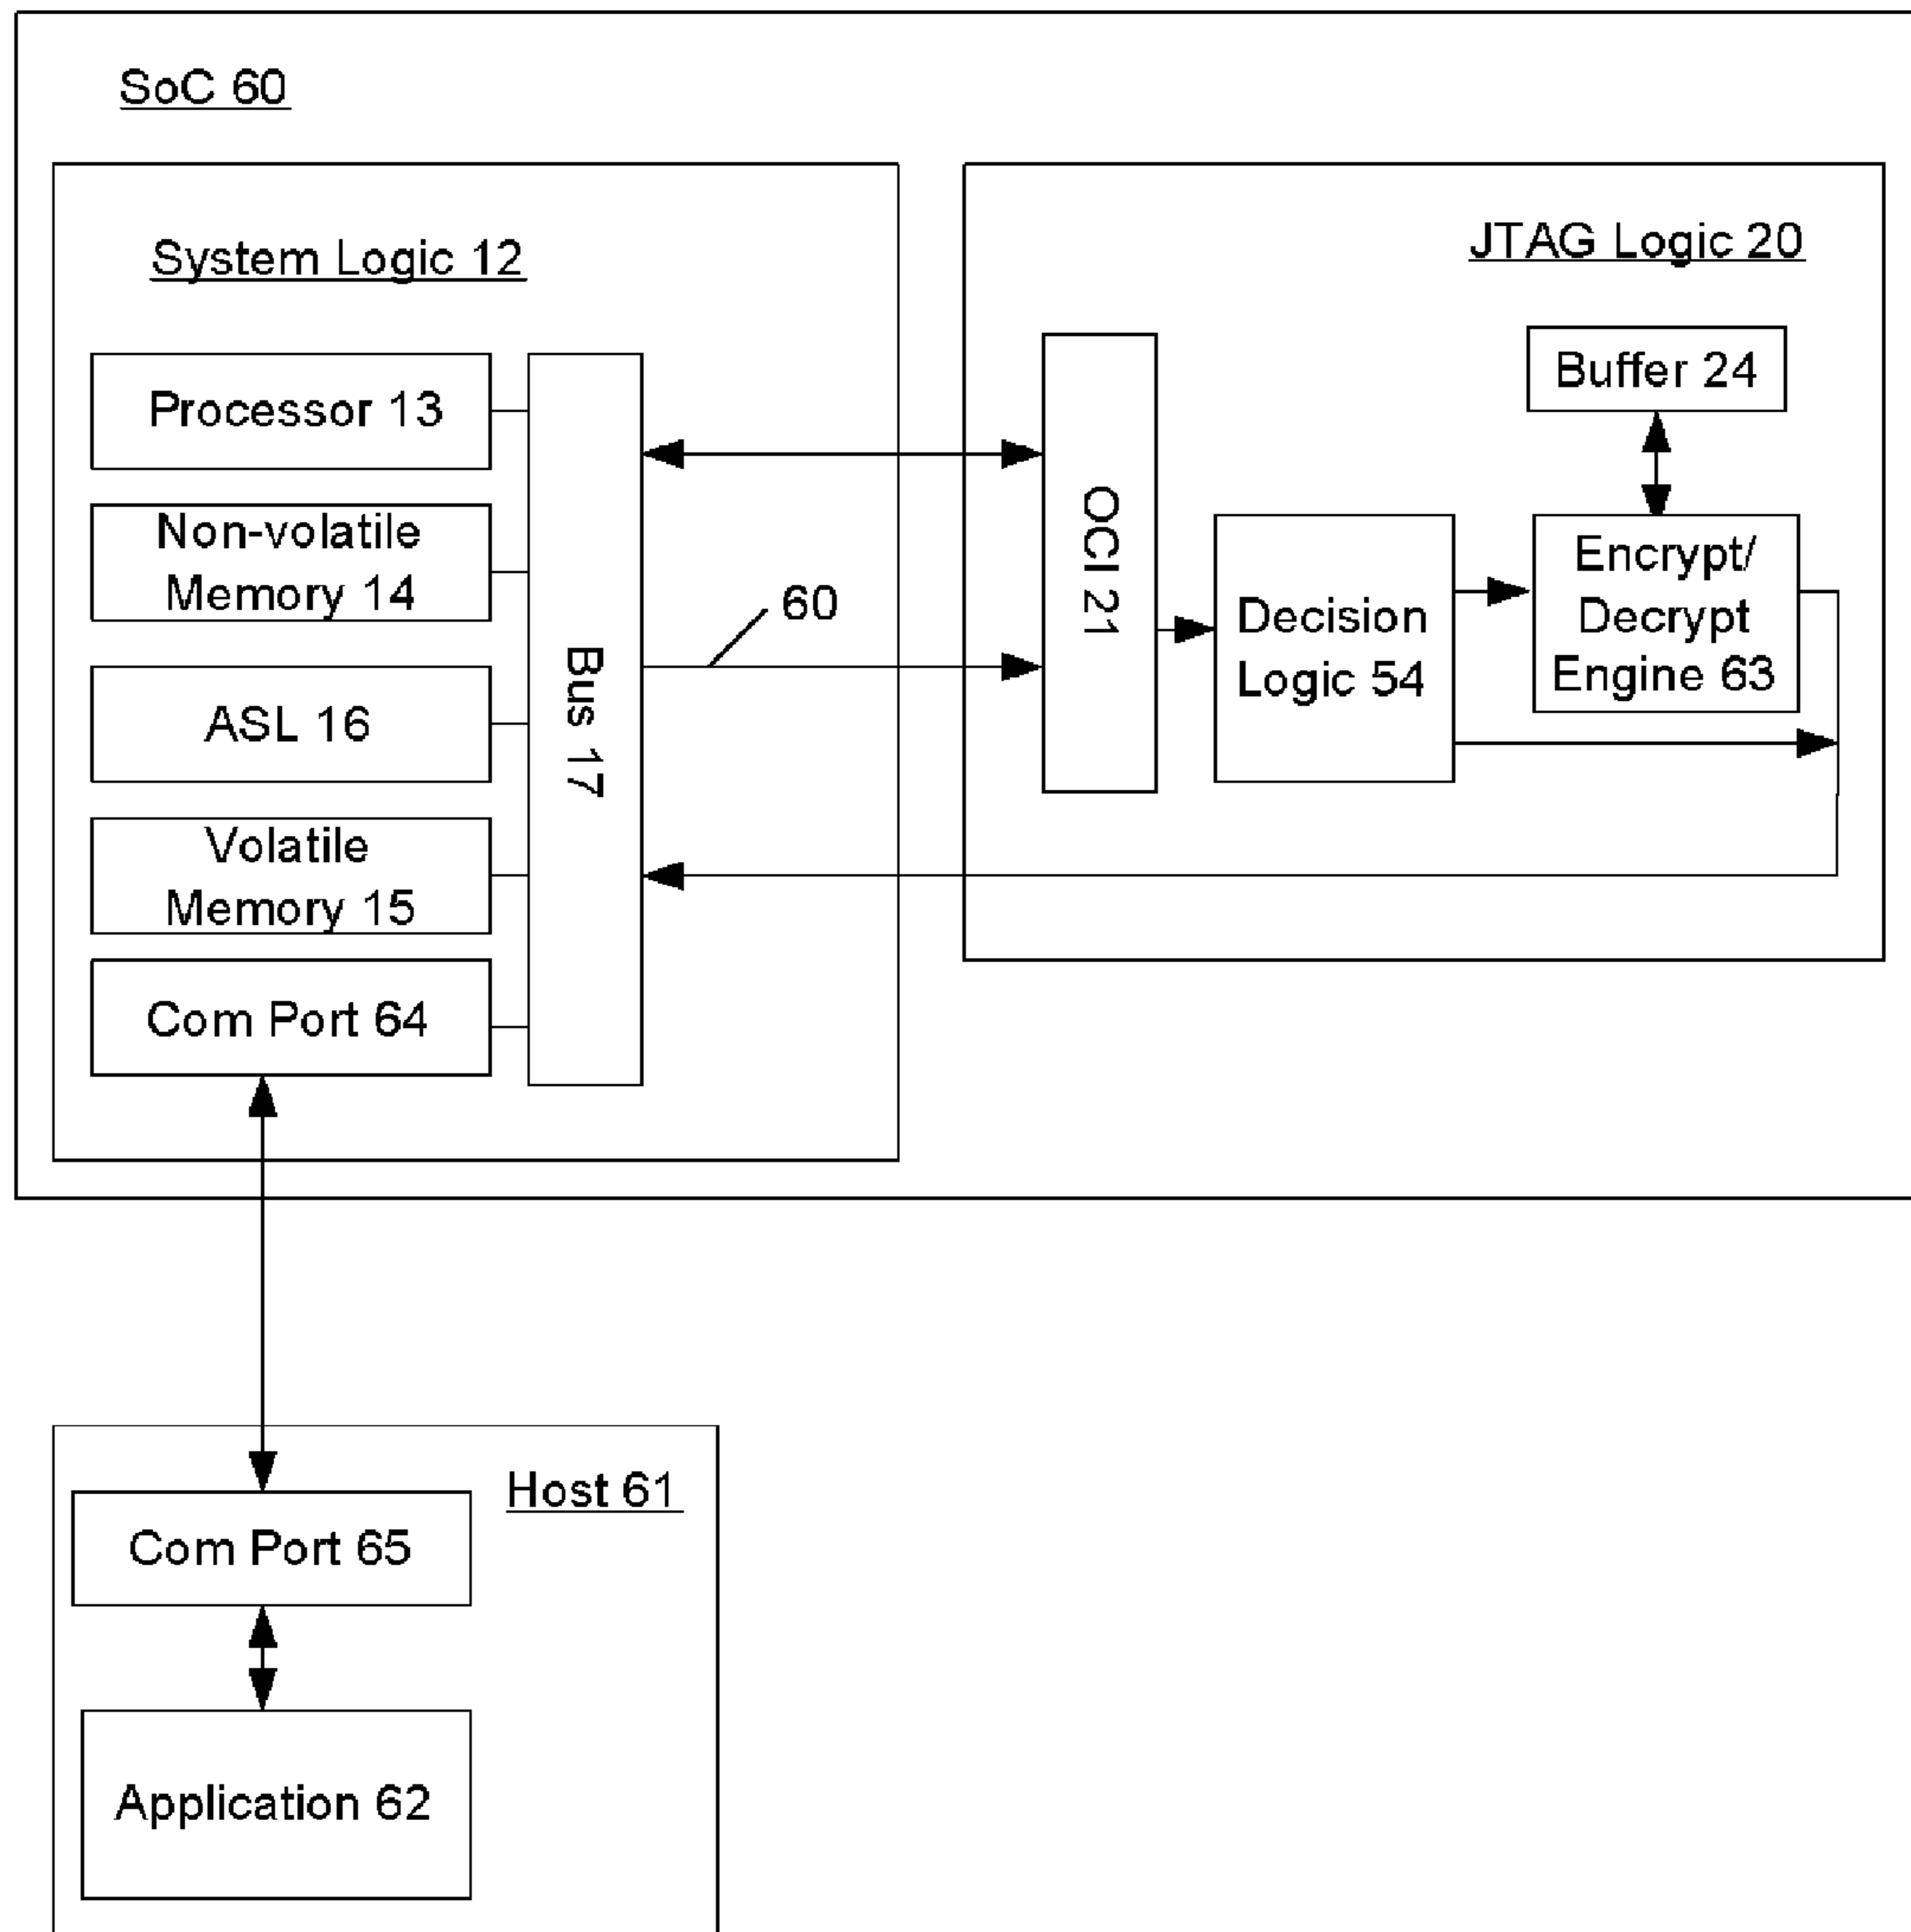 SoC 60
System Logic 12
Processor 13
Non-volatile
Memory 14
ASL 16
Volatile
Memory 15
Com Port 64
Bus 17
60
JTAG Logic 20
OCI 21
Decision
Logic 54
Buffer 24
Encrypt/
Decrypt
Engine 63
Host 61
Com Port 65
Application 62